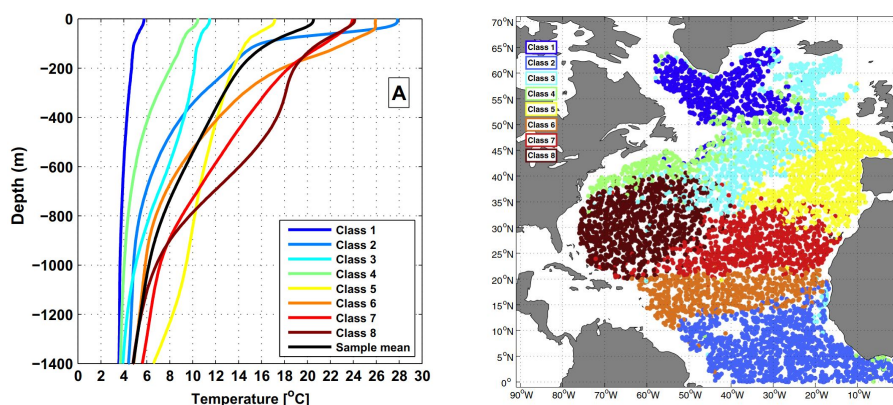 0
−200
−400
−600
−800
−1000
−1200
−1400
Depth (m)
A
Class 1
Class 2
Class 3
Class 4
Class 5
Class 6
Class 7
Class 8
Sample mean
0 2 4 6 8 10 12 14 16 18 20 22 24 26 28 30
Temperature [°C]
70°N
65°N
60°N
55°N
50°N
45°N
40°N
35°N
30°N
25°N
20°N
15°N
10°N
5°N
0°
Class 1
Class 2
Class 3
Class 4
Class 5
Class 6
Class 7
Class 8
90°W 80°W 70°W 60°W 50°W 40°W 30°W 20°W 10°W